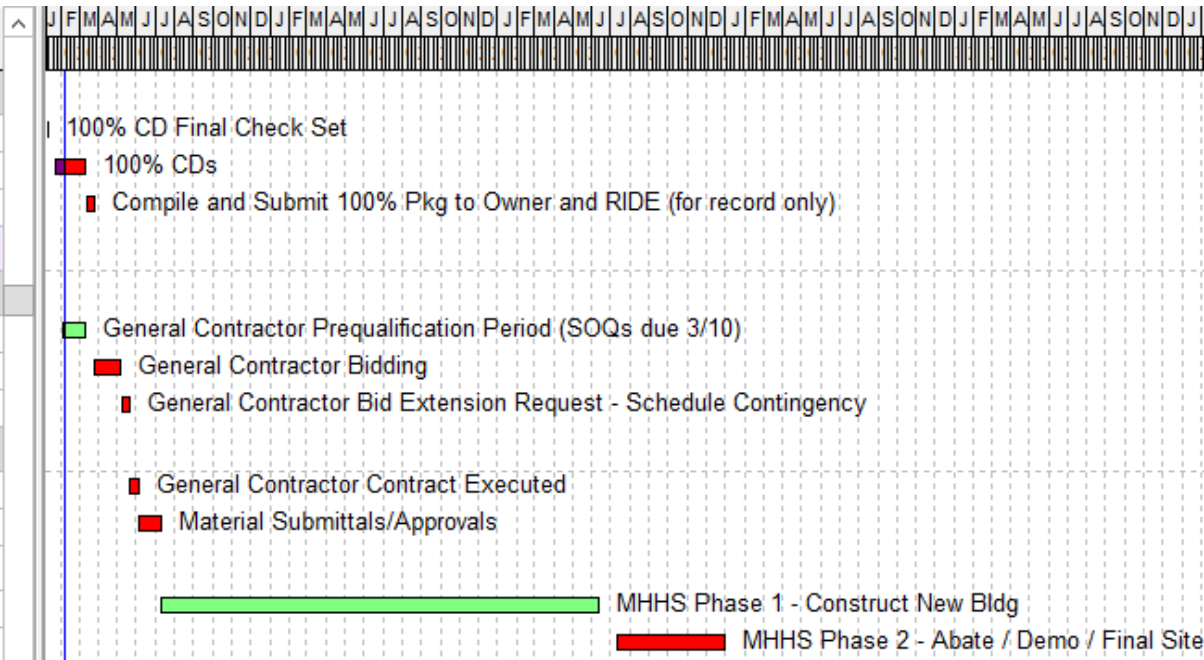 J F M A M J J A S O N D J F M A M J J A S O N D J F M A M J J A S O N D J F M A M J J A S O N D J F M A M J J A S O N D J
100% CD Final Check Set
100% CDs
Compile and Submit 100% Pkg to Owner and RIDE (for record only)
General Contractor Prequalification Period (SOQs due 3/10)
General Contractor Bidding
General Contractor Bid Extension Request - Schedule Contingency
General Contractor Contract Executed
Material Submittals/Approvals
MHHS Phase 1 - Construct New Bldg
MHHS Phase 2 - Abate / Demo / Final Site